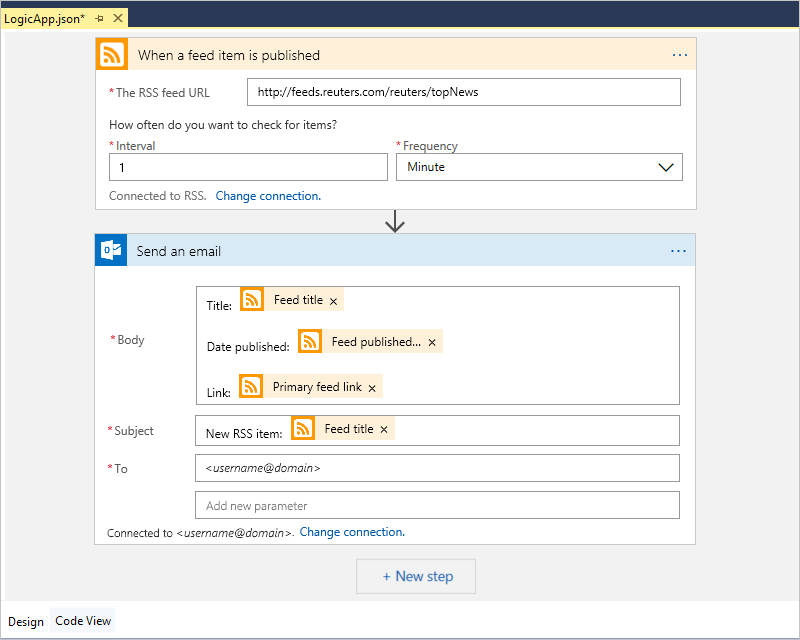 LogicApp.json*
When a feed item is published
* The RSS feed URL http://feeds.reuters.com/reuters/topNews
How often do you want to check for items?
* Interval * Frequency
1 Minute
Connected to RSS. Change connection.
Send an email
* Body
Title: Feed title ×
Date published: Feed published... ×
Link: Primary feed link ×
* Subject New RSS item: Feed title ×
* To <username@domain>
Add new parameter
Connected to <username@domain>. Change connection.
+ New step
Design Code View